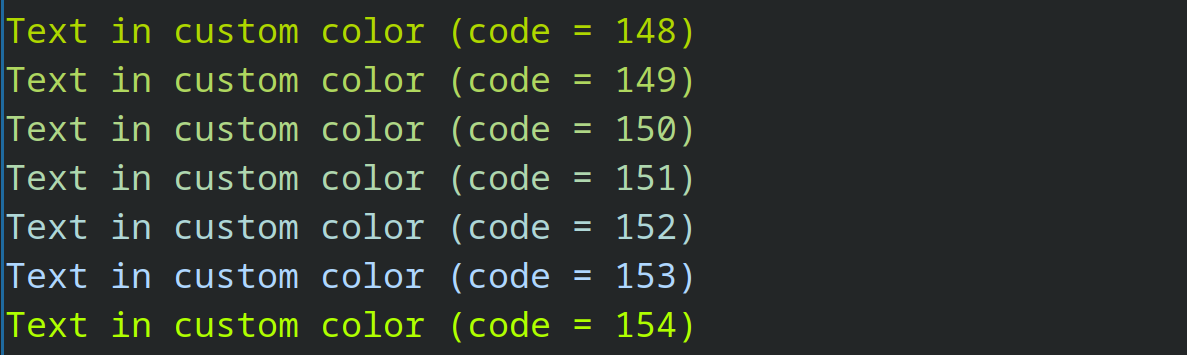 Text in custom color (code = 148)
Text in custom color (code = 149)
Text in custom color (code = 150)
Text in custom color (code = 151)
Text in custom color (code = 152)
Text in custom color (code = 153)
Text in custom color (code = 154)